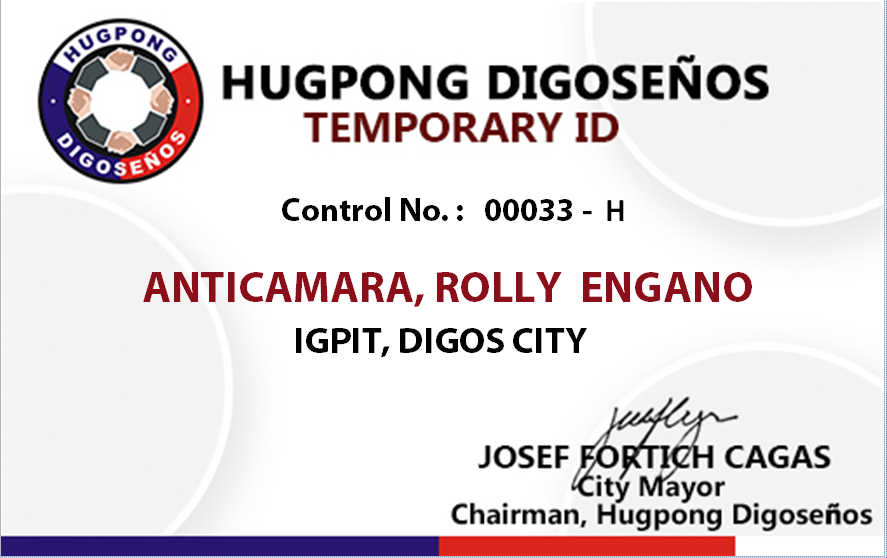 HUGPONG
DIGOSEÑOS
HUGPONG DIGOSEÑOS
TEMPORARY ID
Control No. : 00033 - H
ANTICAMARA, ROLLY ENGANO
IGPIT, DIGOS CITY
JOSEF FORTICH CAGAS
City Mayor
Chairman, Hugpong Digoseños